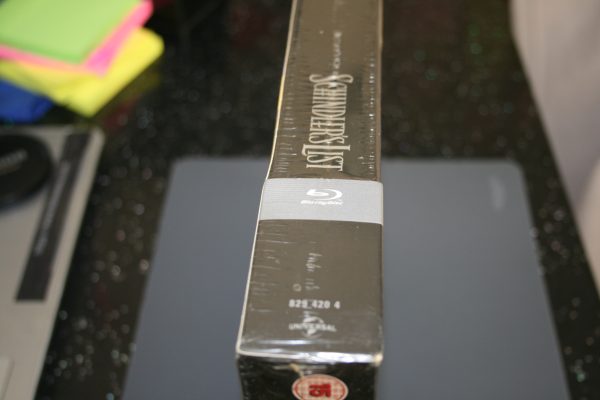 SCHINDLER'S LIST
Blu-ray Disc
829 420 4
UNIVERSAL
15